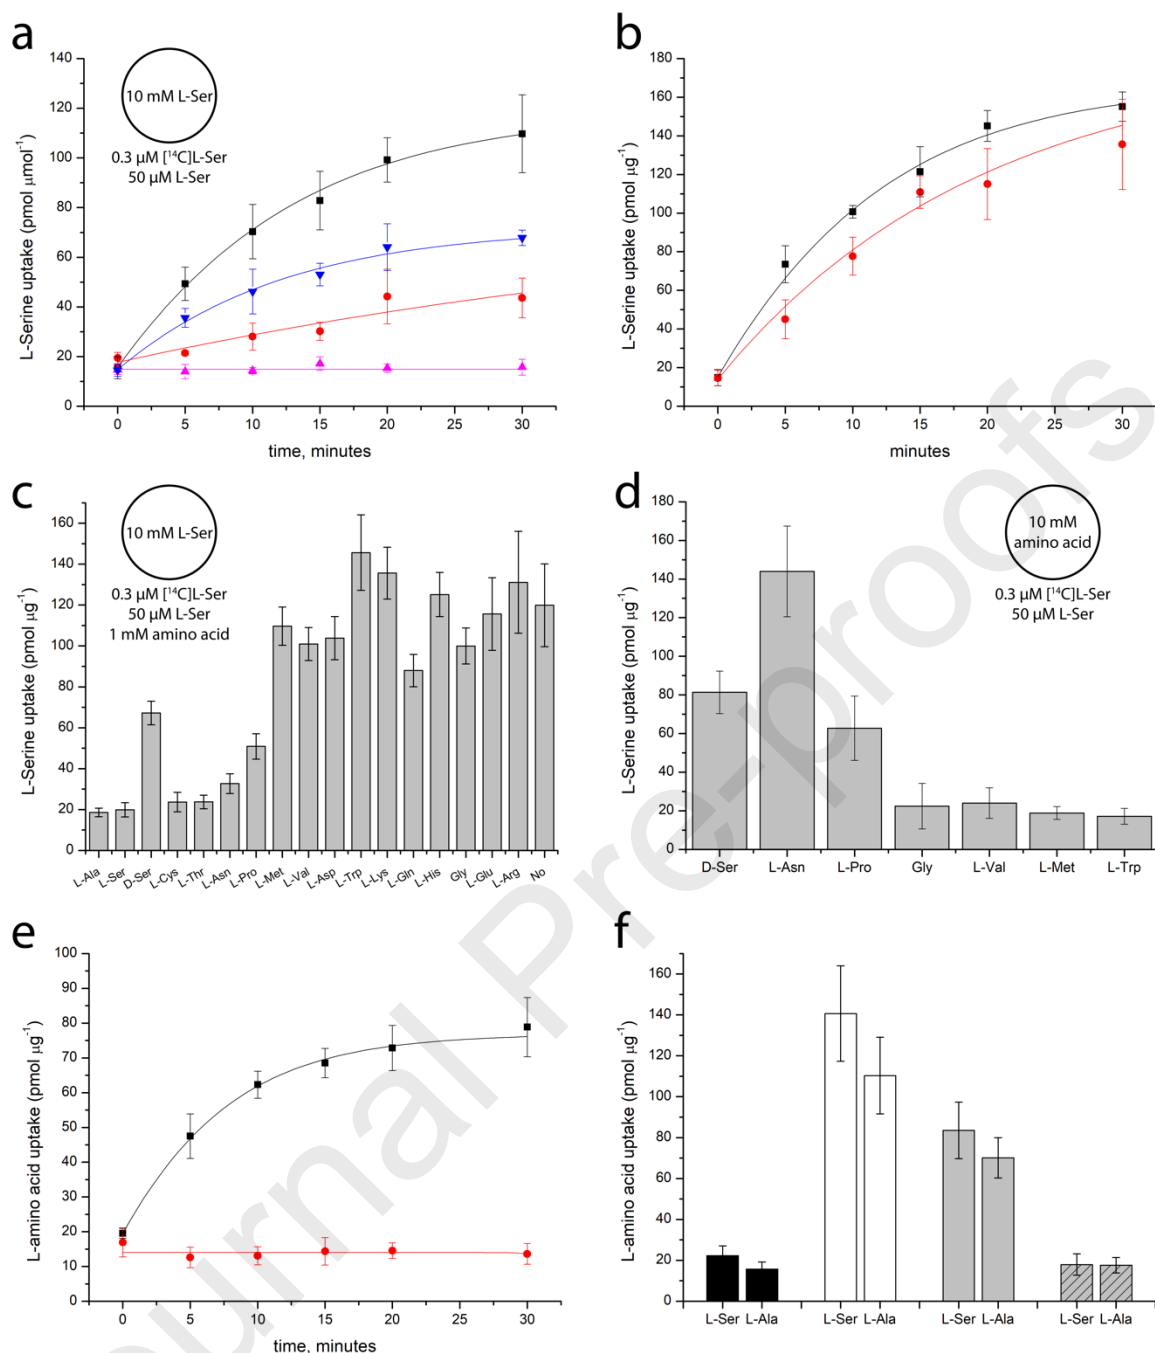 a
L-Serine uptake (pmol μmol⁻¹)
140
120
100
80
60
40
20
0
10 mM L-Ser
0.3 μM [¹⁴C]L-Ser
50 μM L-Ser
0 5 10 15 20 25 30
time, minutes
b
L-Serine uptake (pmol μg⁻¹)
180
160
140
120
100
80
60
40
20
0
0 5 10 15 20 25 30
minutes
c
L-Serine uptake (pmol μg⁻¹)
160
140
120
100
80
60
40
20
0
10 mM L-Ser
0.3 μM [¹⁴C]L-Ser
50 μM L-Ser
1 mM amino acid
L-Ala L-Ser D-Ser L-Cys L-Thr L-Asn L-Pro L-Met L-Val L-Asp L-Trp L-Lys L-Gln L-His Gly L-Glu L-Arg No
d
L-Serine uptake (pmol μg⁻¹)
180
160
140
120
100
80
60
40
20
0
10 mM
amino acid
0.3 μM [¹⁴C]L-Ser
50 μM L-Ser
D-Ser L-Asn L-Pro Gly L-Val L-Met L-Trp
e
L-amino acid uptake (pmol μg⁻¹)
100
90
80
70
60
50
40
30
20
10
0
0 5 10 15 20 25 30
time, minutes
f
L-amino acid uptake (pmol μg⁻¹)
160
140
120
100
80
60
40
20
0
L-Ser L-Ala L-Ser L-Ala L-Ser L-Ala L-Ser L-Ala
Journal Pre-proofs